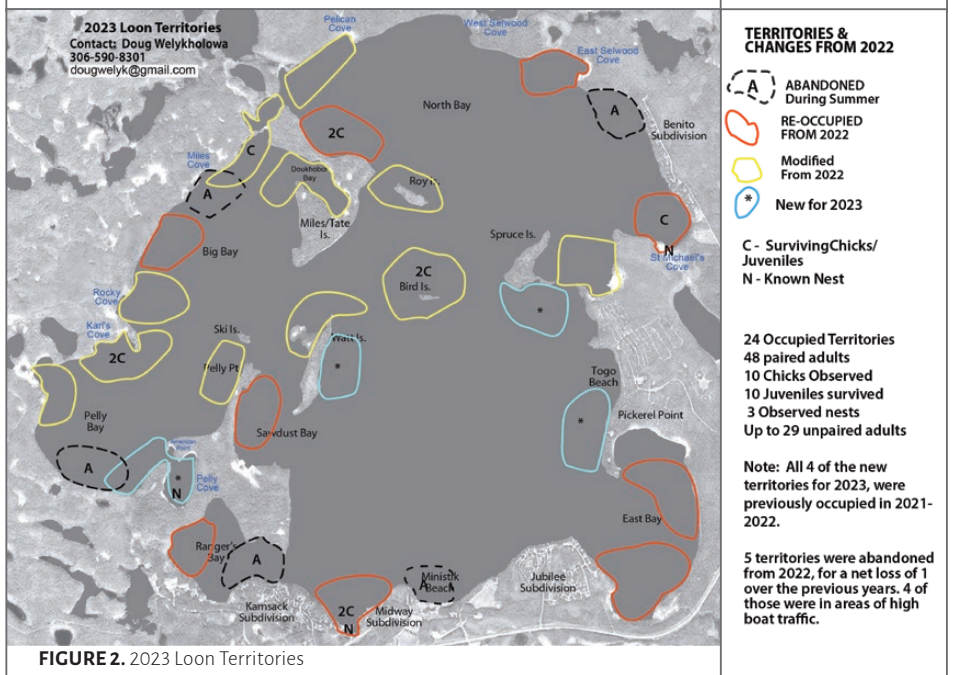 2023 Loon Territories
Contact: Doug Welykholowa
306-590-8301
dougwelyk@gmail.com
Pelican
Cove
West Selwood
Cove
East Selwood
Cove
North Bay
A
Benito
Subdivision
2C
C
Miles
Cove
Doukhobor
Bay
A
Roy Is.
Miles/Tate
Is.
C
N
St Michael's
Cove
Big Bay
Spruce Is.
2C
Bird Is.
Rocky
Cove
Karl's
Cove
2C
Ski Is.
Watt Is.
*
*
Pelly Pt
Togo
Beach
*
Pickerel Point
Pelly
Bay
Sawdust Bay
American
Point
A
*
N
Pelly
Cove
East Bay
Ranger's
Bay
A
Ministik
Beach
A
Jubilee
Subdivision
Kamsack
Subdivision
2C
N
Midway
Subdivision
TERRITORIES &
CHANGES FROM 2022
A
ABANDONED
During Summer
RE-OCCUPIED
FROM 2022
Modified
From 2022
*
New for 2023
C - SurvivingChicks/
Juveniles
N - Known Nest
24 Occupied Territories
48 paired adults
10 Chicks Observed
10 Juveniles survived
3 Observed nests
Up to 29 unpaired adults
Note: All 4 of the new
territories for 2023, were
previously occupied in 2021-
2022.
5 territories were abandoned
from 2022, for a net loss of 1
over the previous years. 4 of
those were in areas of high
boat traffic.
FIGURE 2. 2023 Loon Territories